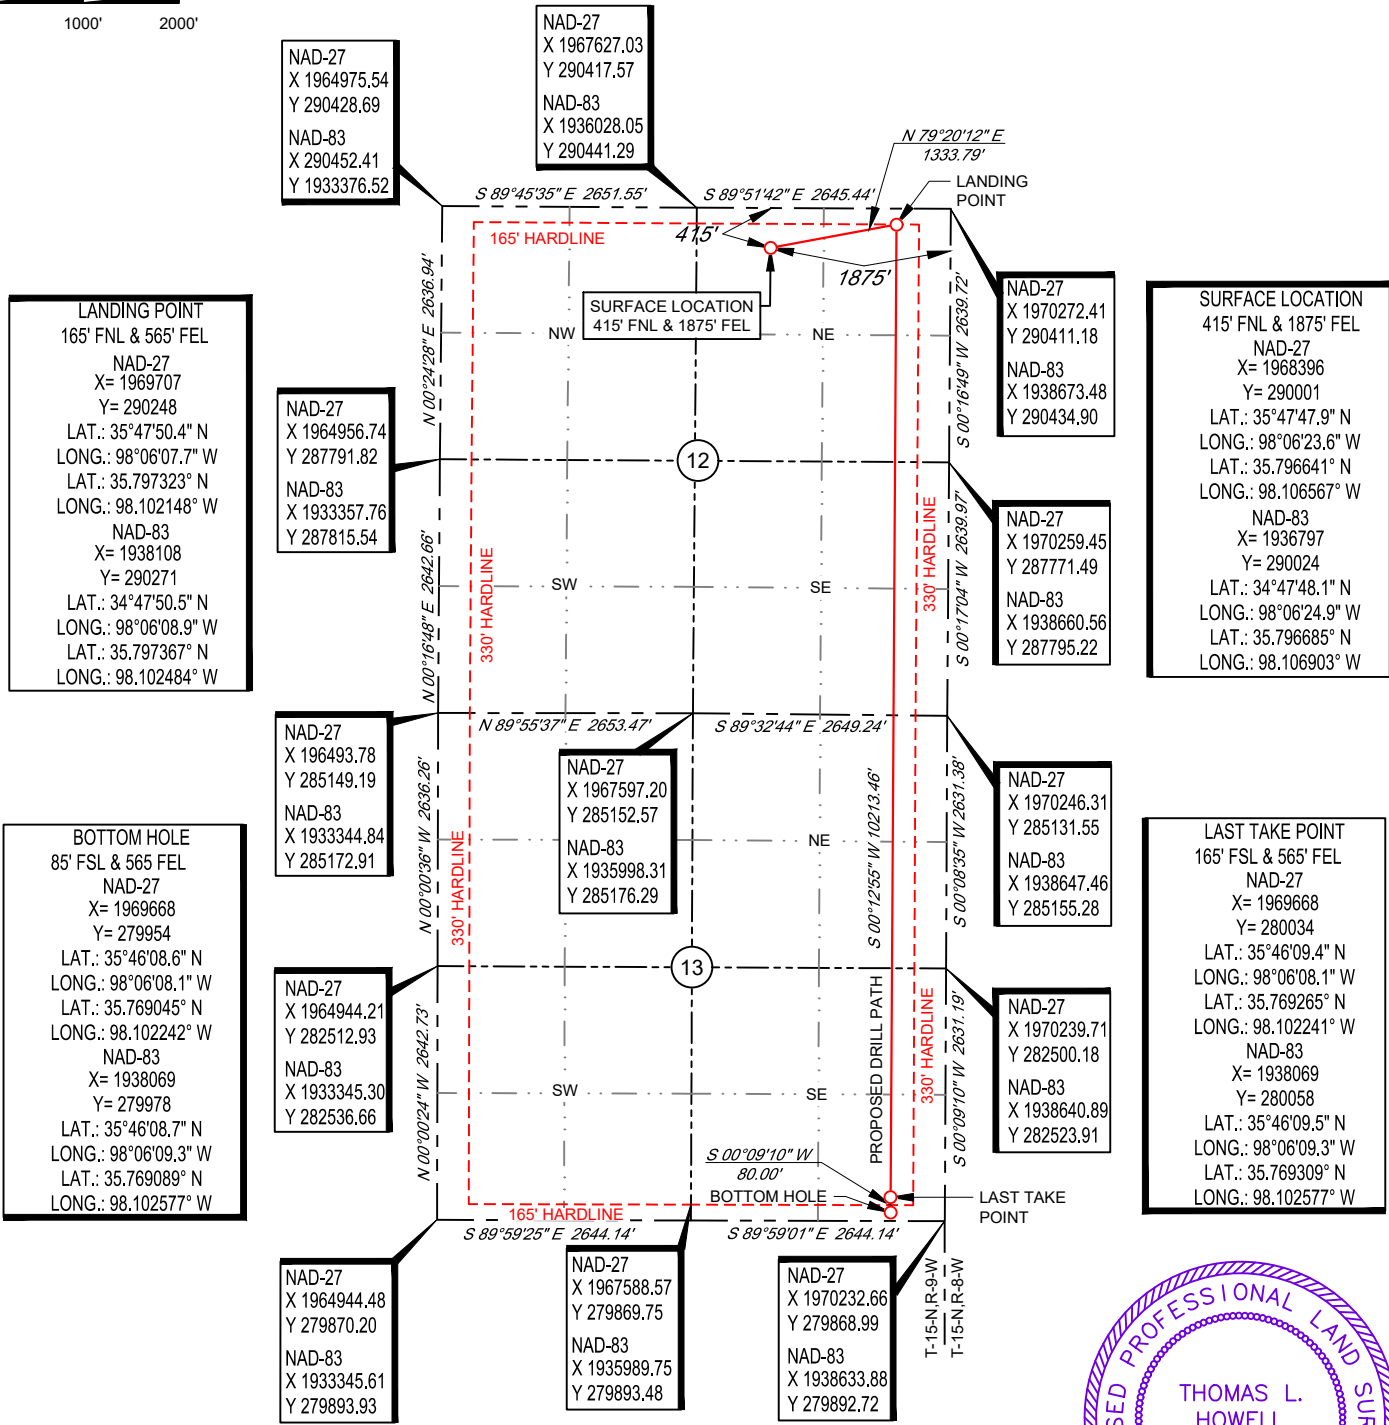 1000' 2000'
NAD-27
X 1964975.54
Y 290428.69
NAD-83
X 290452.41
Y 1933376.52
NAD-27
X 1967627.03
Y 290417.57
NAD-83
X 1936028.05
Y 290441.29
N 79°20'12" E
1333.79'
LANDING
POINT
S 89°45'35" E 2651.55'
S 89°51'42" E 2645.44'
165' HARDLINE
415'
1875'
SURFACE LOCATION
415' FNL & 1875' FEL
NW
NE
N 00°24'28" E 2636.94'
S 00°16'49" W 2639.72'
NAD-27
X 1970272.41
Y 290411.18
NAD-83
X 1938673.48
Y 290434.90
LANDING POINT
165' FNL & 565' FEL
NAD-27
X= 1969707
Y= 290248
LAT.: 35°47'50.4" N
LONG.: 98°06'07.7" W
LAT.: 35.797323° N
LONG.: 98.102148° W
NAD-83
X= 1938108
Y= 290271
LAT.: 34°47'50.5" N
LONG.: 98°06'08.9" W
LAT.: 35.797367° N
LONG.: 98.102484° W
SURFACE LOCATION
415' FNL & 1875' FEL
NAD-27
X= 1968396
Y= 290001
LAT.: 35°47'47.9" N
LONG.: 98°06'23.6" W
LAT.: 35.796641° N
LONG.: 98.106567° W
NAD-83
X= 1936797
Y= 290024
LAT.: 34°47'48.1" N
LONG.: 98°06'24.9" W
LAT.: 35.796685° N
LONG.: 98.106903° W
NAD-27
X 1964956.74
Y 287791.82
NAD-83
X 1933357.76
Y 287815.54
12
NAD-27
X 1970259.45
Y 287771.49
NAD-83
X 1938660.56
Y 287795.22
N 00°16'48" E 2642.66'
330' HARDLINE
SW
SE
330' HARDLINE
S 00°17'04" W 2639.97'
N 89°55'37" E 2653.47'
S 89°32'44" E 2649.24'
NAD-27
X 196493.78
Y 285149.19
NAD-83
X 1933344.84
Y 285172.91
NAD-27
X 1967597.20
Y 285152.57
NAD-83
X 1935998.31
Y 285176.29
NAD-27
X 1970246.31
Y 285131.55
NAD-83
X 1938647.46
Y 285155.28
N 00°00'36" W 2636.26'
330' HARDLINE
NE
S 00°12'55" W 10213.46'
S 00°08'35" W 2631.38'
BOTTOM HOLE
85' FSL & 565 FEL
NAD-27
X= 1969668
Y= 279954
LAT.: 35°46'08.6" N
LONG.: 98°06'08.1" W
LAT.: 35.769045° N
LONG.: 98.102242° W
NAD-83
X= 1938069
Y= 279978
LAT.: 35°46'08.7" N
LONG.: 98°06'09.3" W
LAT.: 35.769089° N
LONG.: 98.102577° W
LAST TAKE POINT
165' FSL & 565' FEL
NAD-27
X= 1969668
Y= 280034
LAT.: 35°46'09.4" N
LONG.: 98°06'08.1" W
LAT.: 35.769265° N
LONG.: 98.102241° W
NAD-83
X= 1938069
Y= 280058
LAT.: 35°46'09.5" N
LONG.: 98°06'09.3" W
LAT.: 35.769309° N
LONG.: 98.102577° W
NAD-27
X 1964944.21
Y 282512.93
NAD-83
X 1933345.30
Y 282536.66
13
NAD-27
X 1970239.71
Y 282500.18
NAD-83
X 1938640.89
Y 282523.91
N 00°00'24" W 2642.73'
SW
SE
PROPOSED DRILL PATH
330' HARDLINE
S 00°09'10" W 2631.19'
S 00°09'10" W
80.00'
BOTTOM HOLE
LAST TAKE
POINT
165' HARDLINE
S 89°59'25" E 2644.14'
S 89°59'01" E 2644.14'
NAD-27
X 1964944.48
Y 279870.20
NAD-83
X 1933345.61
Y 279893.93
NAD-27
X 1967588.57
Y 279869.75
NAD-83
X 1935989.75
Y 279893.48
NAD-27
X 1970232.66
Y 279868.99
NAD-83
X 1938633.88
Y 279892.72
T-15-N,R-9-W
T-15-N,R-8-W
SED PROFESSIONAL LAND SUR
THOMAS L.
HOWELL